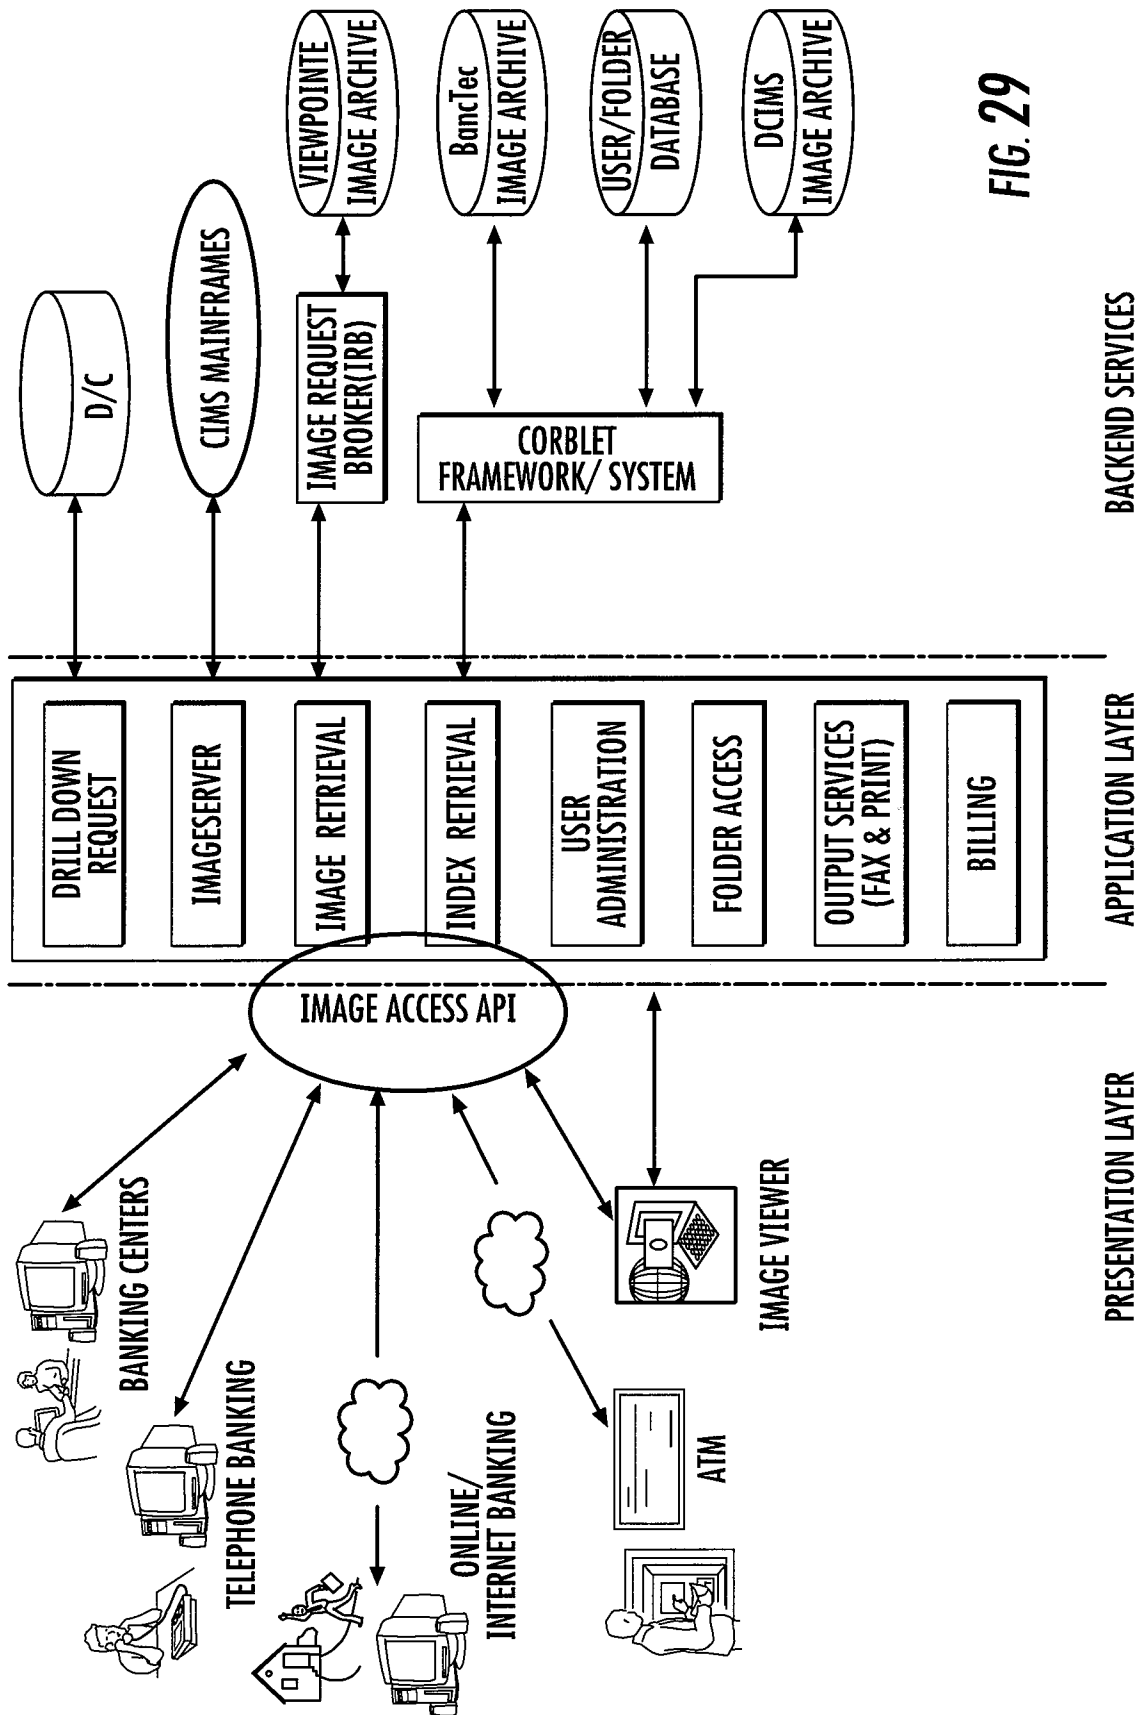 BANKING CENTERS
TELEPHONE BANKING
ONLINE/
INTERNET BANKING
ATM
IMAGE VIEWER
PRESENTATION LAYER
IMAGE ACCESS API
DRILL DOWN
REQUEST
IMAGESERVER
IMAGE RETRIEVAL
INDEX RETRIEVAL
USER
ADMINISTRATION
FOLDER ACCESS
OUTPUT SERVICES
(FAX & PRINT)
BILLING
APPLICATION LAYER
D/C
CIMS MAINFRAMES
IMAGE REQUEST
BROKER(IRB)
CORBLET
FRAMEWORK/ SYSTEM
VIEWPOINTE
IMAGE ARCHIVE
BancTec
IMAGE ARCHIVE
USER/FOLDER
DATABASE
DCIMS
IMAGE ARCHIVE
BACKEND SERVICES
FIG. 29